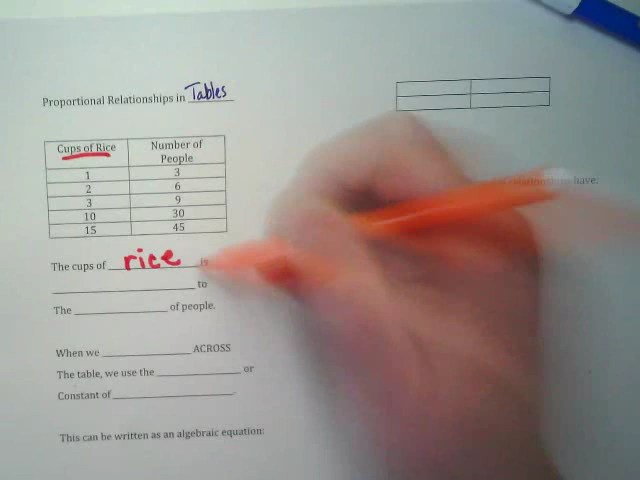 Proportional Relationships in Tables
Cups of Rice Number of People
1 3
2 6
3 9
10 30
15 45
The cups of rice is
to
The of people.
When we ACROSS
The table, we use the or
Constant of .
This can be written as an algebraic equation:
relationships have: